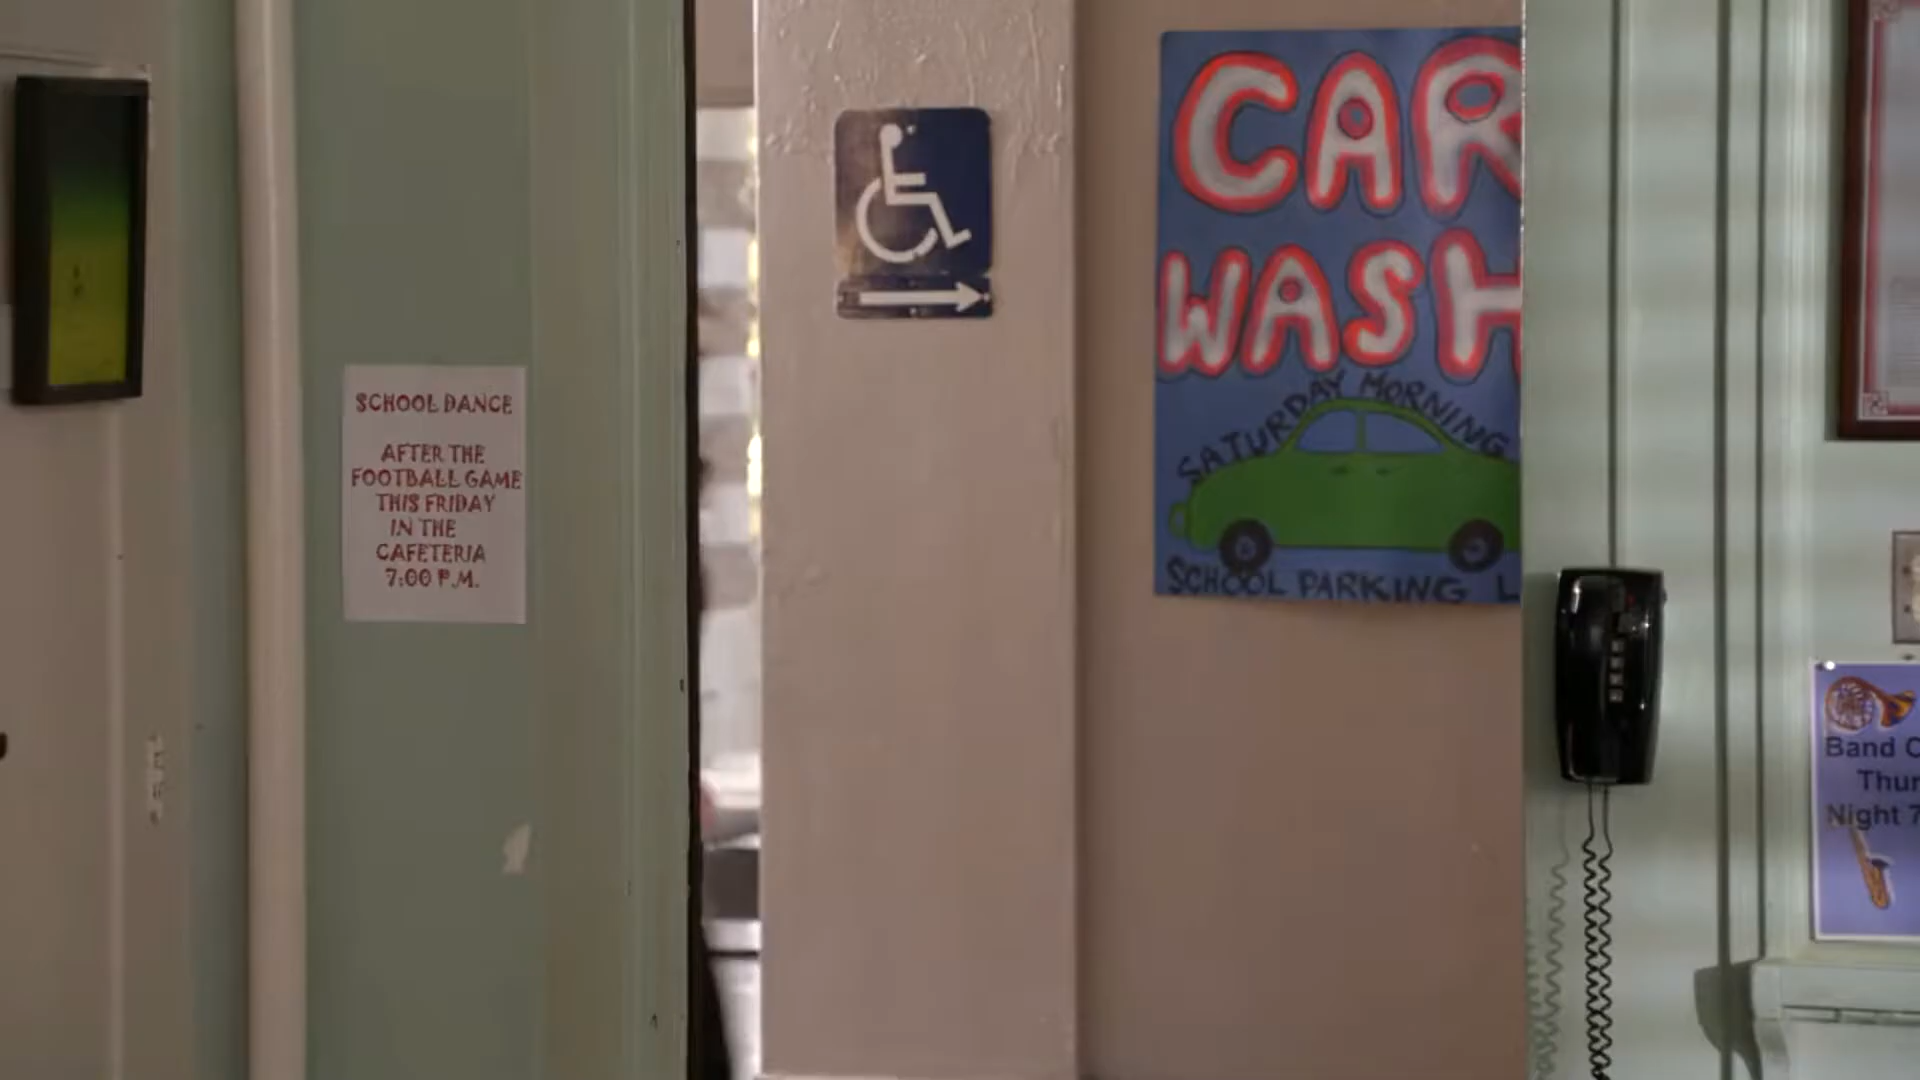 SCHOOL DANCE
AFTER THE
FOOTBALL GAME
THIS FRIDAY
IN THE
CAFETERIA
7:00 P.M.
CAR
WASH
SATURDAY MORNING
SCHOOL PARKING L
Band C
Thur
Night 7